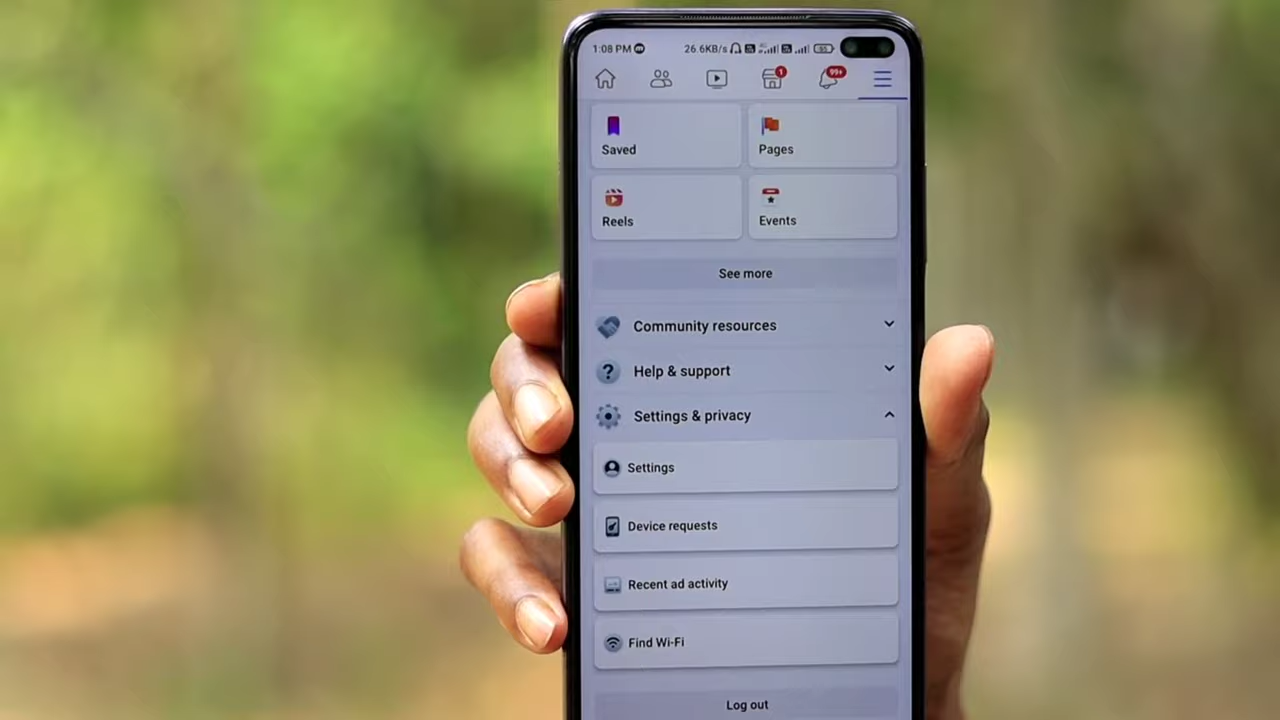 1:08 PM 26.6KB/s
1 99+
Saved Pages
Reels Events
See more
Community resources
Help & support
Settings & privacy
Settings
Device requests
Recent ad activity
Find Wi-Fi
Log out